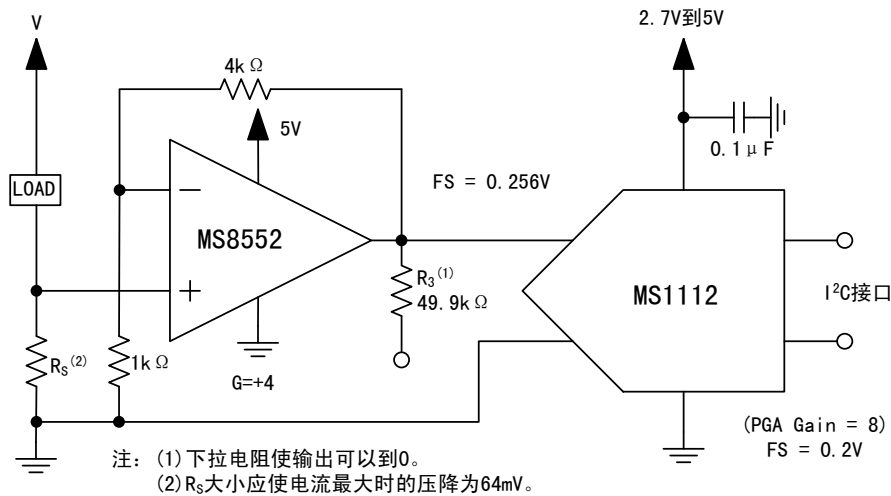 V
2.7V到5V
4kΩ
5V
0.1μF
LOAD
FS = 0.256V
MS8552
R3(1)
49.9kΩ
MS1112
I²C接口
RS(2)
1kΩ
G=+4
(PGA Gain = 8)
FS = 0.2V
注：(1)下拉电阻使输出可以到0。
(2)RS大小应使电流最大时的压降为64mV。